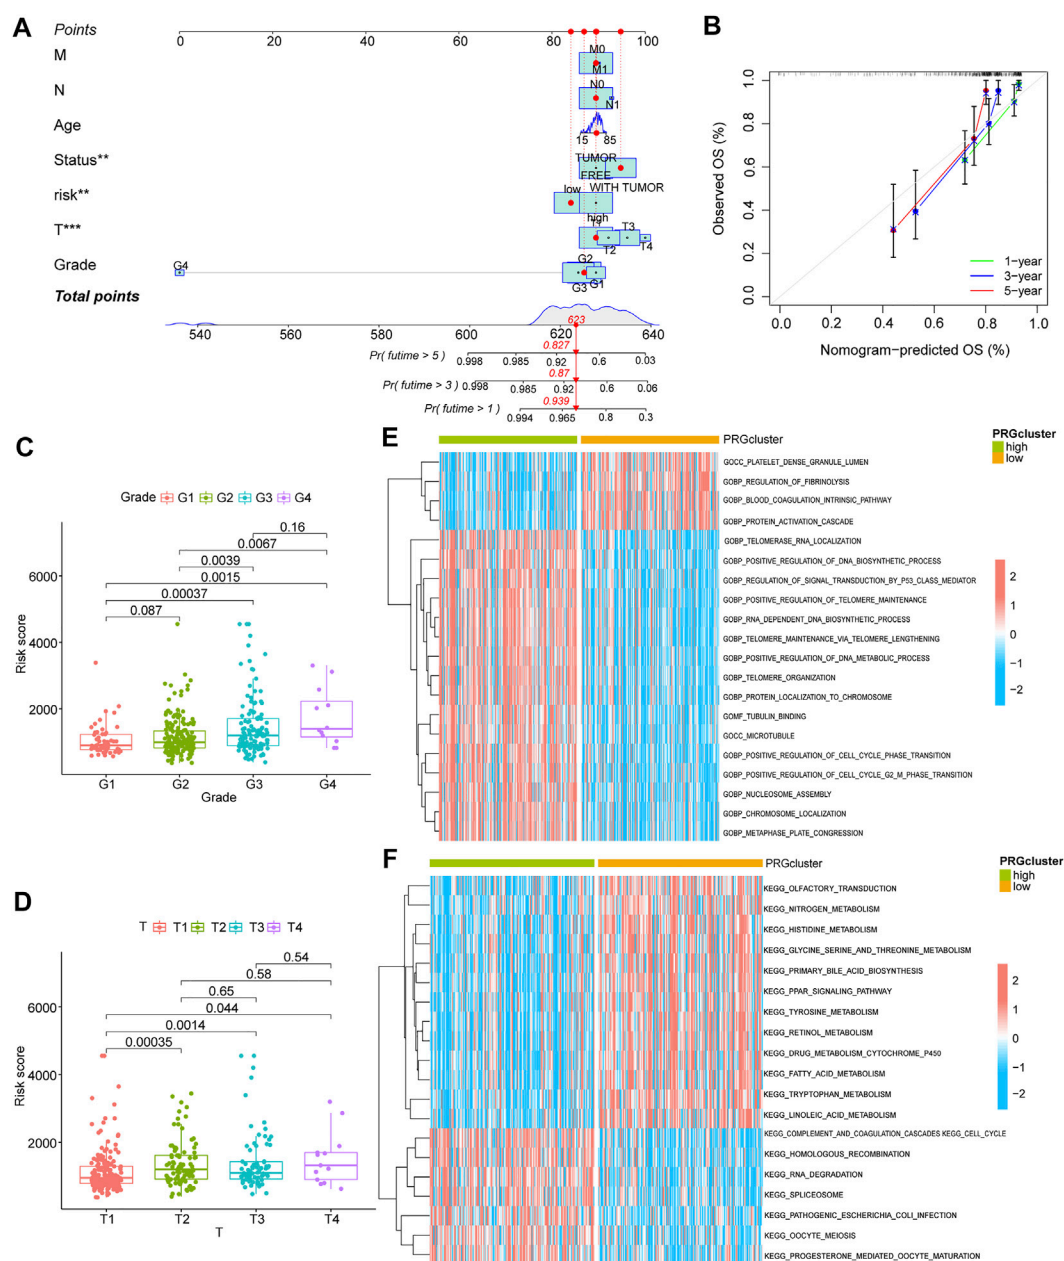 A
Points
0 20 40 60 80 100
M
M0
M1
N
N0
N1
Age
15 85
Status**
TUMOR
FREE
WITH TUMOR
risk**
low
high
T***
T1
T3
T2
T4
Grade
G4
G2
G3
G1
Total points
540 560 580 600 620 640
623
0.827
Pr( futime > 5 )
0.998 0.985 0.92 0.6 0.03
0.87
Pr( futime > 3 )
0.998 0.985 0.92 0.6 0.06
0.939
Pr( futime > 1 )
0.994 0.965 0.8 0.3
B
Observed OS (%)
1.0
0.8
0.6
0.4
0.2
0.0
1-year
3-year
5-year
0.0 0.2 0.4 0.6 0.8 1.0
Nomogram-predicted OS (%)
C
Grade G1 G2 G3 G4
Risk score
6000
4000
2000
0.16
0.0067
0.0039
0.0015
0.00037
0.087
G1 G2 G3 G4
Grade
D
T T1 T2 T3 T4
Risk score
6000
4000
2000
0.54
0.58
0.65
0.044
0.0014
0.00035
T1 T2 T3 T4
T
E
PRGcluster
GOCC_PLATELET_DENSE_GRANULE_LUMEN
GOBP_REGULATION_OF_FIBRINOLYSIS
GOBP_BLOOD_COAGULATION_INTRINSIC_PATHWAY
GOBP_PROTEIN_ACTIVATION_CASCADE
GOBP_TELOMERASE_RNA_LOCALIZATION
GOBP_POSITIVE_REGULATION_OF_DNA_BIOSYNTHETIC_PROCESS
GOBP_REGULATION_OF_SIGNAL_TRANSDUCTION_BY_P53_CLASS_MEDIATOR
GOBP_POSITIVE_REGULATION_OF_TELOMERE_MAINTENANCE
GOBP_RNA_DEPENDENT_DNA_BIOSYNTHETIC_PROCESS
GOBP_TELOMERE_MAINTENANCE_VIA_TELOMERE_LENGTHENING
GOBP_POSITIVE_REGULATION_OF_DNA_METABOLIC_PROCESS
GOBP_TELOMERE_ORGANIZATION
GOBP_PROTEIN_LOCALIZATION_TO_CHROMOSOME
GOMF_TUBULIN_BINDING
GOCC_MICROTUBULE
GOBP_POSITIVE_REGULATION_OF_CELL_CYCLE_PHASE_TRANSITION
GOBP_POSITIVE_REGULATION_OF_CELL_CYCLE_G2_M_PHASE_TRANSITION
GOBP_NUCLEOSOME_ASSEMBLY
GOBP_CHROMOSOME_LOCALIZATION
GOBP_METAPHASE_PLATE_CONGRESSION
PRGcluster
high
low
2
1
0
−1
−2
F
PRGcluster
KEGG_OLFACTORY_TRANSDUCTION
KEGG_NITROGEN_METABOLISM
KEGG_HISTIDINE_METABOLISM
KEGG_GLYCINE_SERINE_AND_THREONINE_METABOLISM
KEGG_PRIMARY_BILE_ACID_BIOSYNTHESIS
KEGG_PPAR_SIGNALING_PATHWAY
KEGG_TYROSINE_METABOLISM
KEGG_RETINOL_METABOLISM
KEGG_DRUG_METABOLISM_CYTOCHROME_P450
KEGG_FATTY_ACID_METABOLISM
KEGG_TRYPTOPHAN_METABOLISM
KEGG_LINOLEIC_ACID_METABOLISM
KEGG_COMPLEMENT_AND_COAGULATION_CASCADES KEGG_CELL_CYCLE
KEGG_HOMOLOGOUS_RECOMBINATION
KEGG_RNA_DEGRADATION
KEGG_SPLICEOSOME
KEGG_PATHOGENIC_ESCHERICHIA_COLI_INFECTION
KEGG_OOCYTE_MEIOSIS
KEGG_PROGESTERONE_MEDIATED_OOCYTE_MATURATION
PRGcluster
high
low
2
1
0
−1
−2